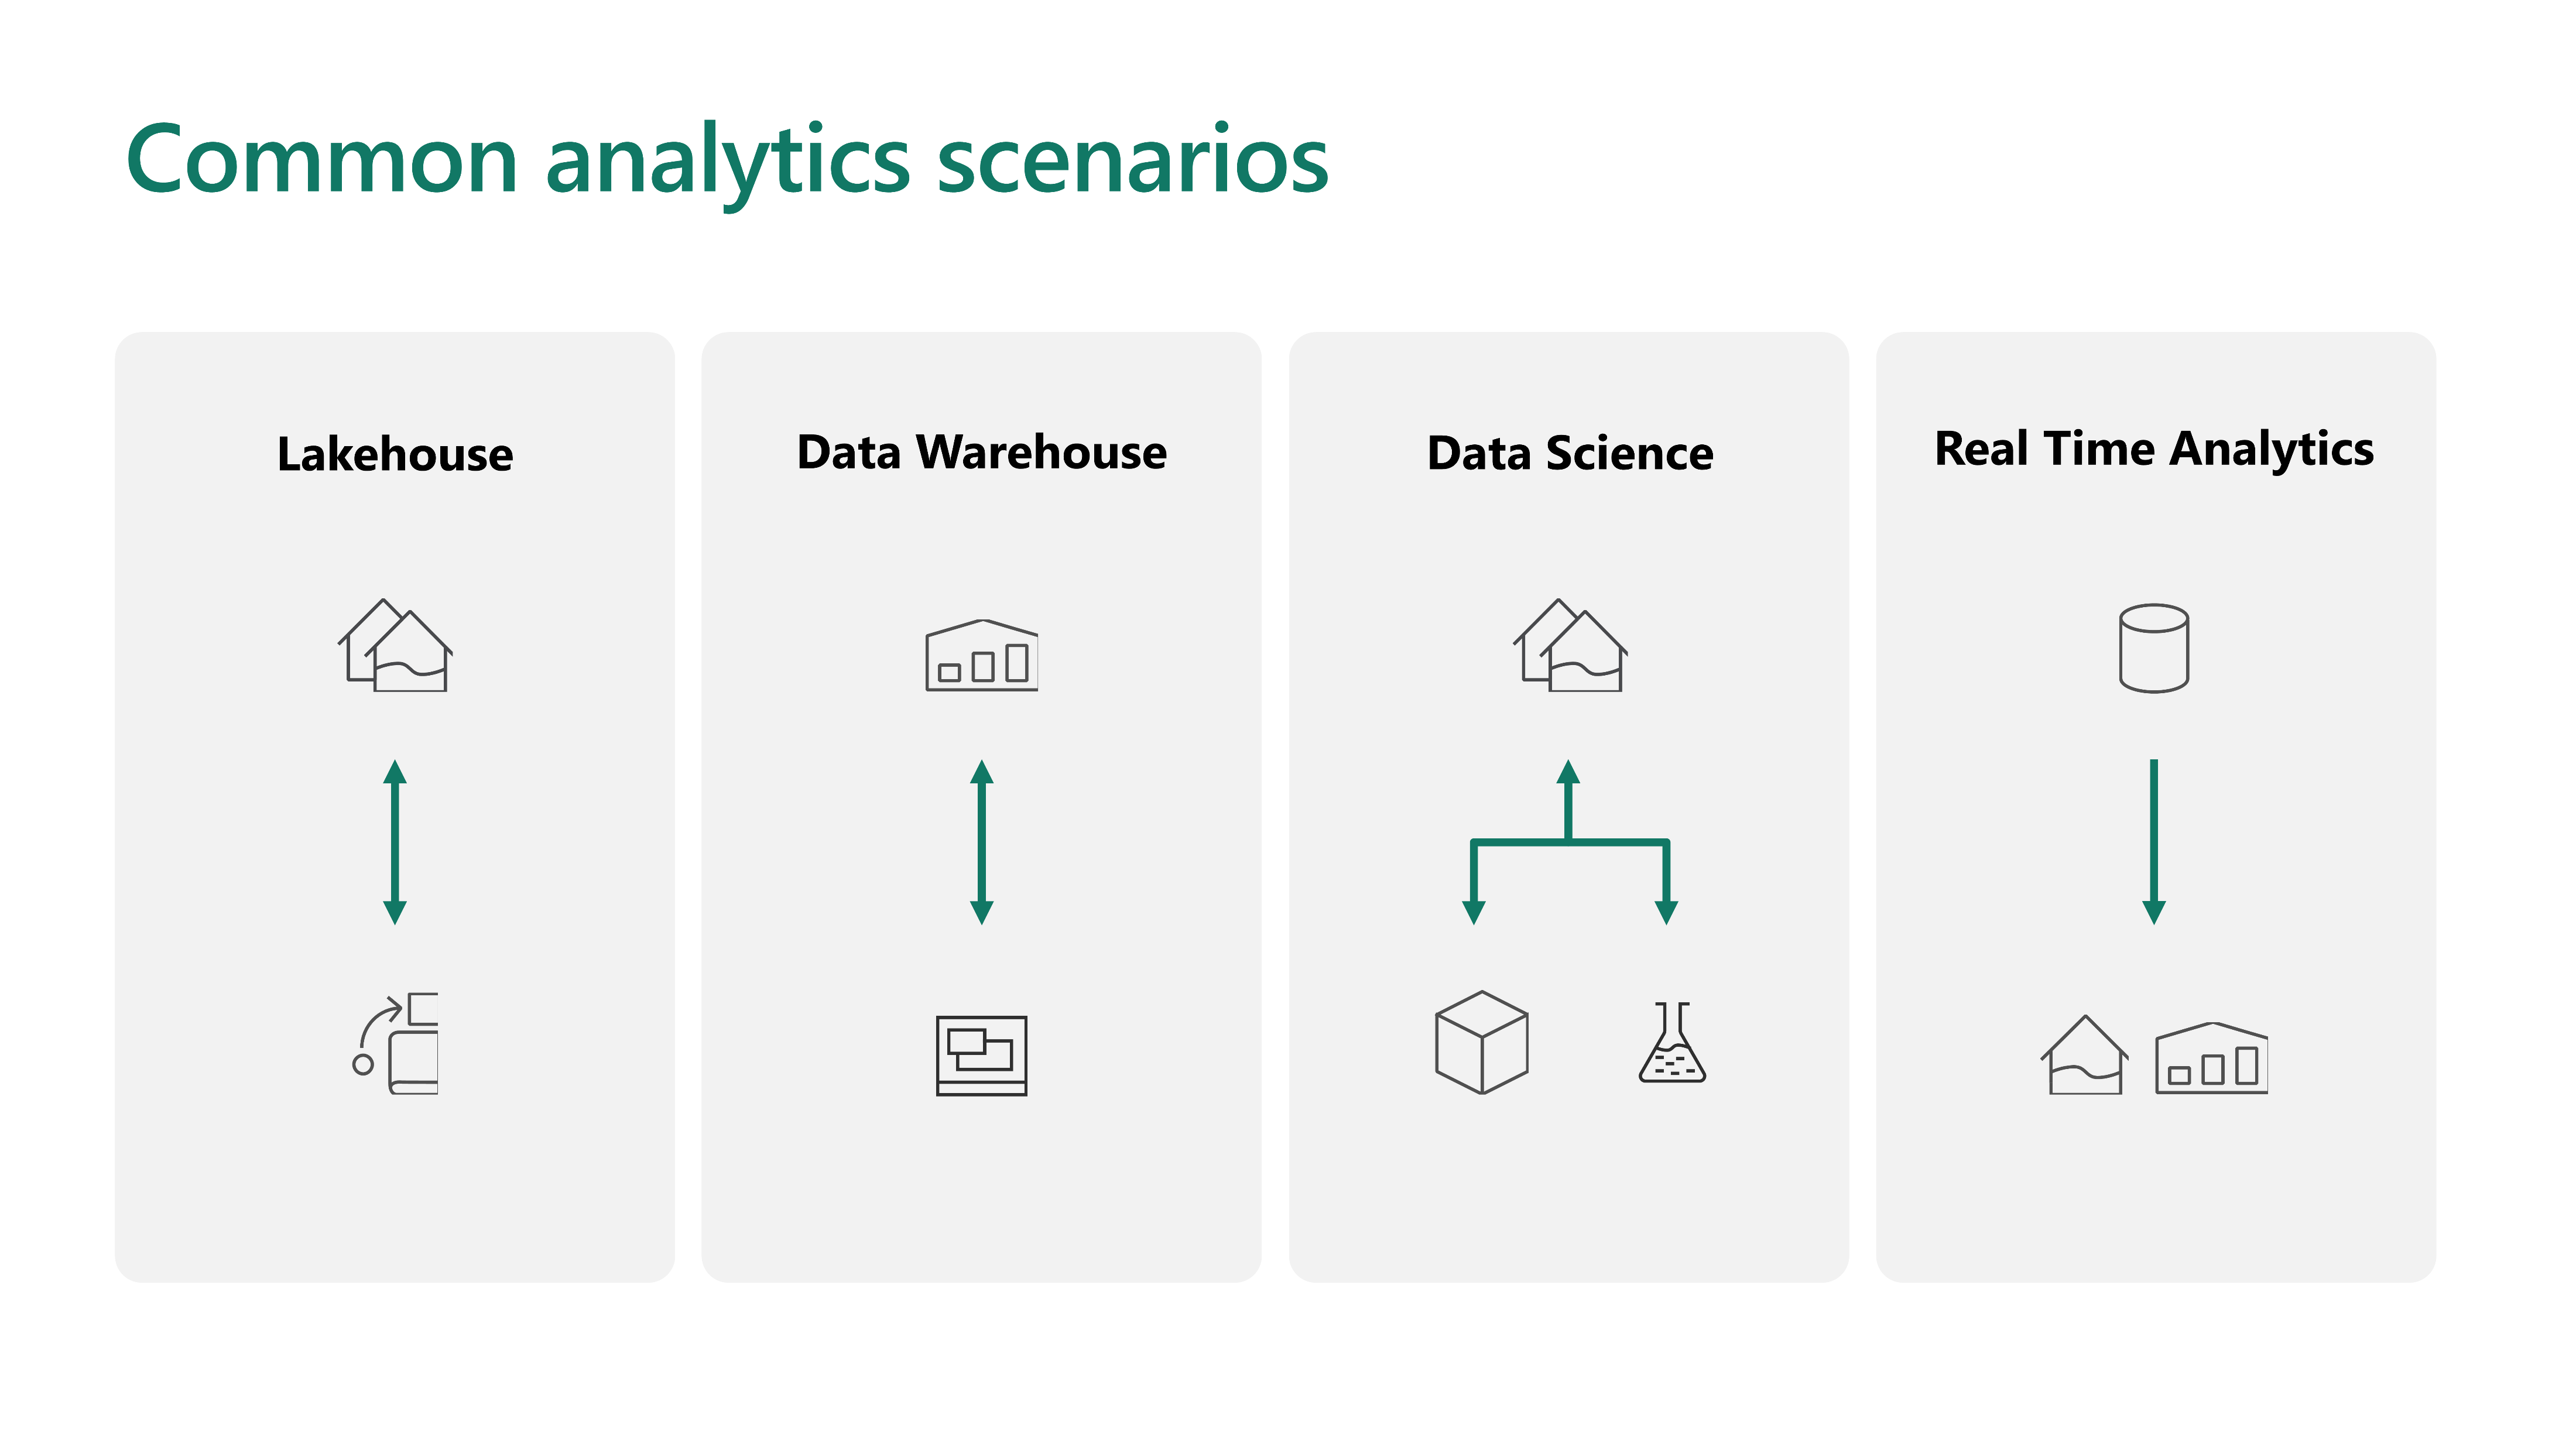 Common analytics scenarios
Lakehouse
Data Warehouse
Data Science
Real Time Analytics